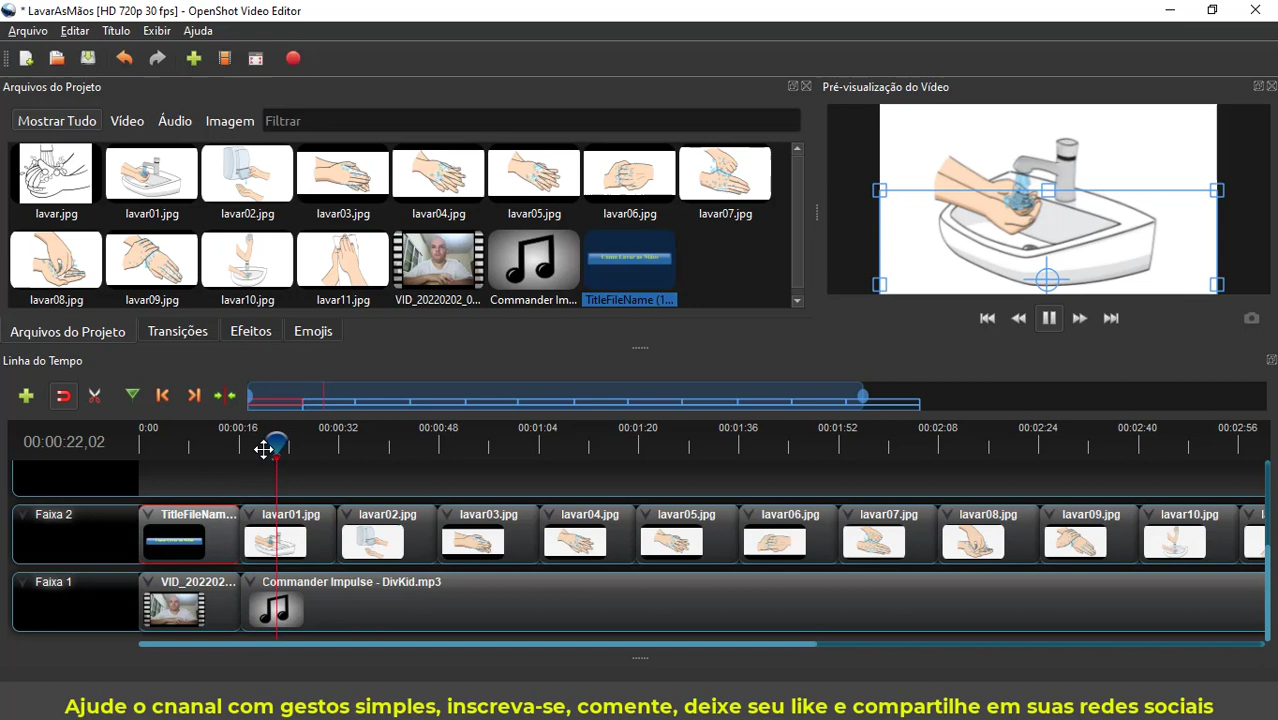 * LavarAsMãos [HD 720p 30 fps] - OpenShot Video Editor
Arquivo Editar Título Exibir Ajuda
Arquivos do Projeto
Pré-visualização do Vídeo
Mostrar Tudo Vídeo Áudio Imagem Filtrar
lavar.jpg lavar01.jpg lavar02.jpg lavar03.jpg lavar04.jpg lavar05.jpg lavar06.jpg lavar07.jpg
Como Lavar as Mãos
lavar08.jpg lavar09.jpg lavar10.jpg lavar11.jpg VID_20220202_0... Commander Im... TitleFileName (1...
Arquivos do Projeto Transições Efeitos Emojis
Linha do Tempo
00:00:22,02
0:00 00:00:16 00:00:32 00:00:48 00:01:04 00:01:20 00:01:36 00:01:52 00:02:08 00:02:24 00:02:40 00:02:56
Faixa 2 TitleFileNam... lavar01.jpg lavar02.jpg lavar03.jpg lavar04.jpg lavar05.jpg lavar06.jpg lavar07.jpg lavar08.jpg lavar09.jpg lavar10.jpg
Faixa 1 VID_202202... Commander Impulse - DivKid.mp3
Ajude o cnanal com gestos simples, inscreva-se, comente, deixe seu like e compartilhe em suas redes sociais